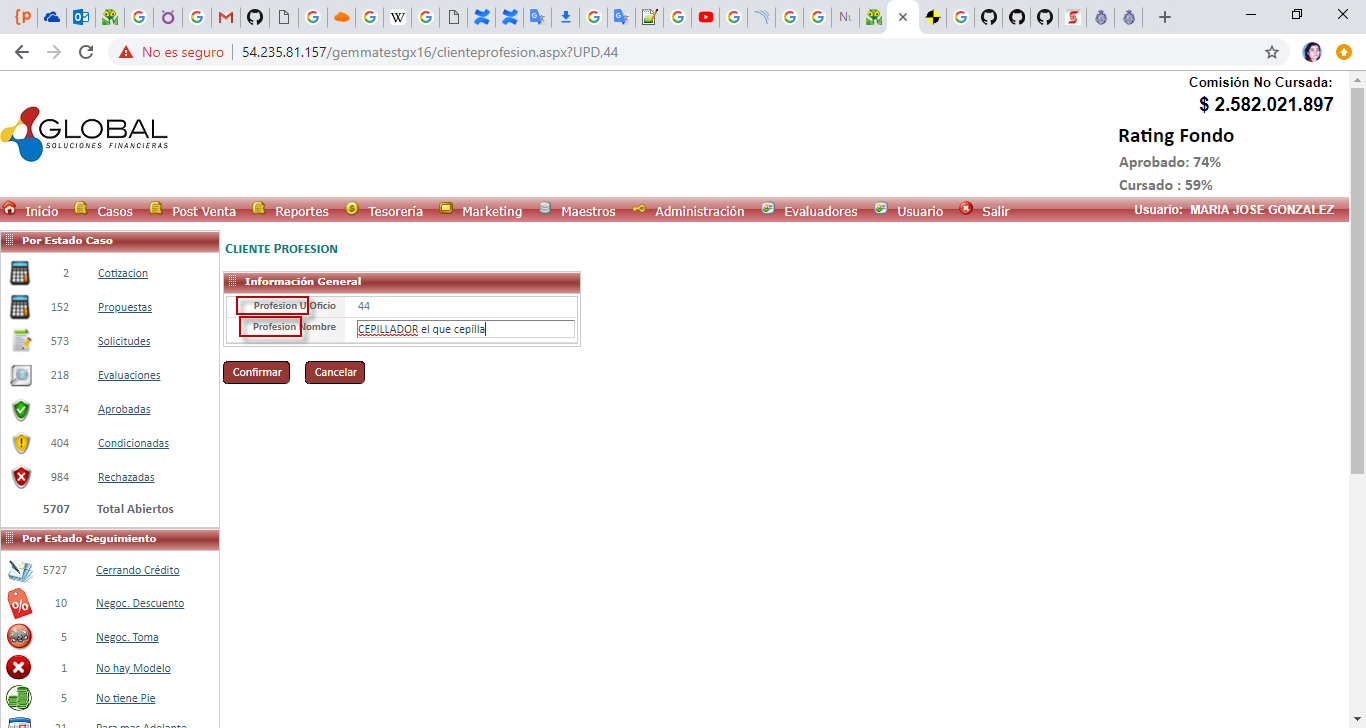 No es seguro
54.235.81.157/gemmatestgx16/clienteprofesion.aspx?UPD,44
Comisión No Cursada:
$ 2.582.021.897
GLOBAL
SOLUCIONES FINANCIERAS
Rating Fondo
Aprobado: 74%
Cursado : 59%
Inicio Casos Post Venta Reportes Tesorería Marketing Maestros Administración Evaluadores Usuario Salir Usuario: MARIA JOSE GONZALEZ
Por Estado Caso
2 Cotizacion
152 Propuestas
573 Solicitudes
218 Evaluaciones
3374 Aprobadas
404 Condicionadas
984 Rechazadas
5707 Total Abiertos
Por Estado Seguimiento
5727 Cerrando Crédito
10 Negoc. Descuento
5 Negoc. Toma
1 No hay Modelo
5 No tiene Pie
21 Para mas Adelante
CLIENTE PROFESION
Información General
Profesion U Oficio 44
Profesion Nombre CEPILLADOR el que cepilla
Confirmar Cancelar